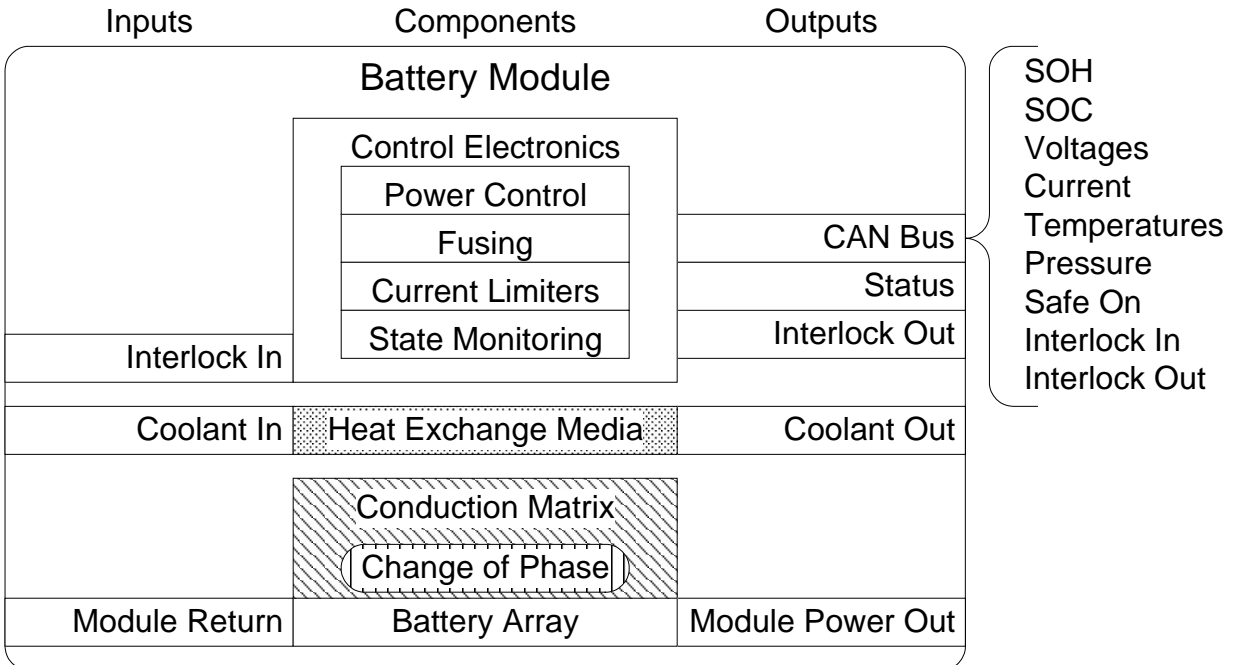 Inputs Components Outputs
Battery Module
Control Electronics
Power Control
Fusing
Current Limiters
State Monitoring
Interlock In
CAN Bus
Status
Interlock Out
SOH
SOC
Voltages
Current
Temperatures
Pressure
Safe On
Interlock In
Interlock Out
Coolant In Heat Exchange Media Coolant Out
Conduction Matrix
Change of Phase
Module Return Battery Array Module Power Out